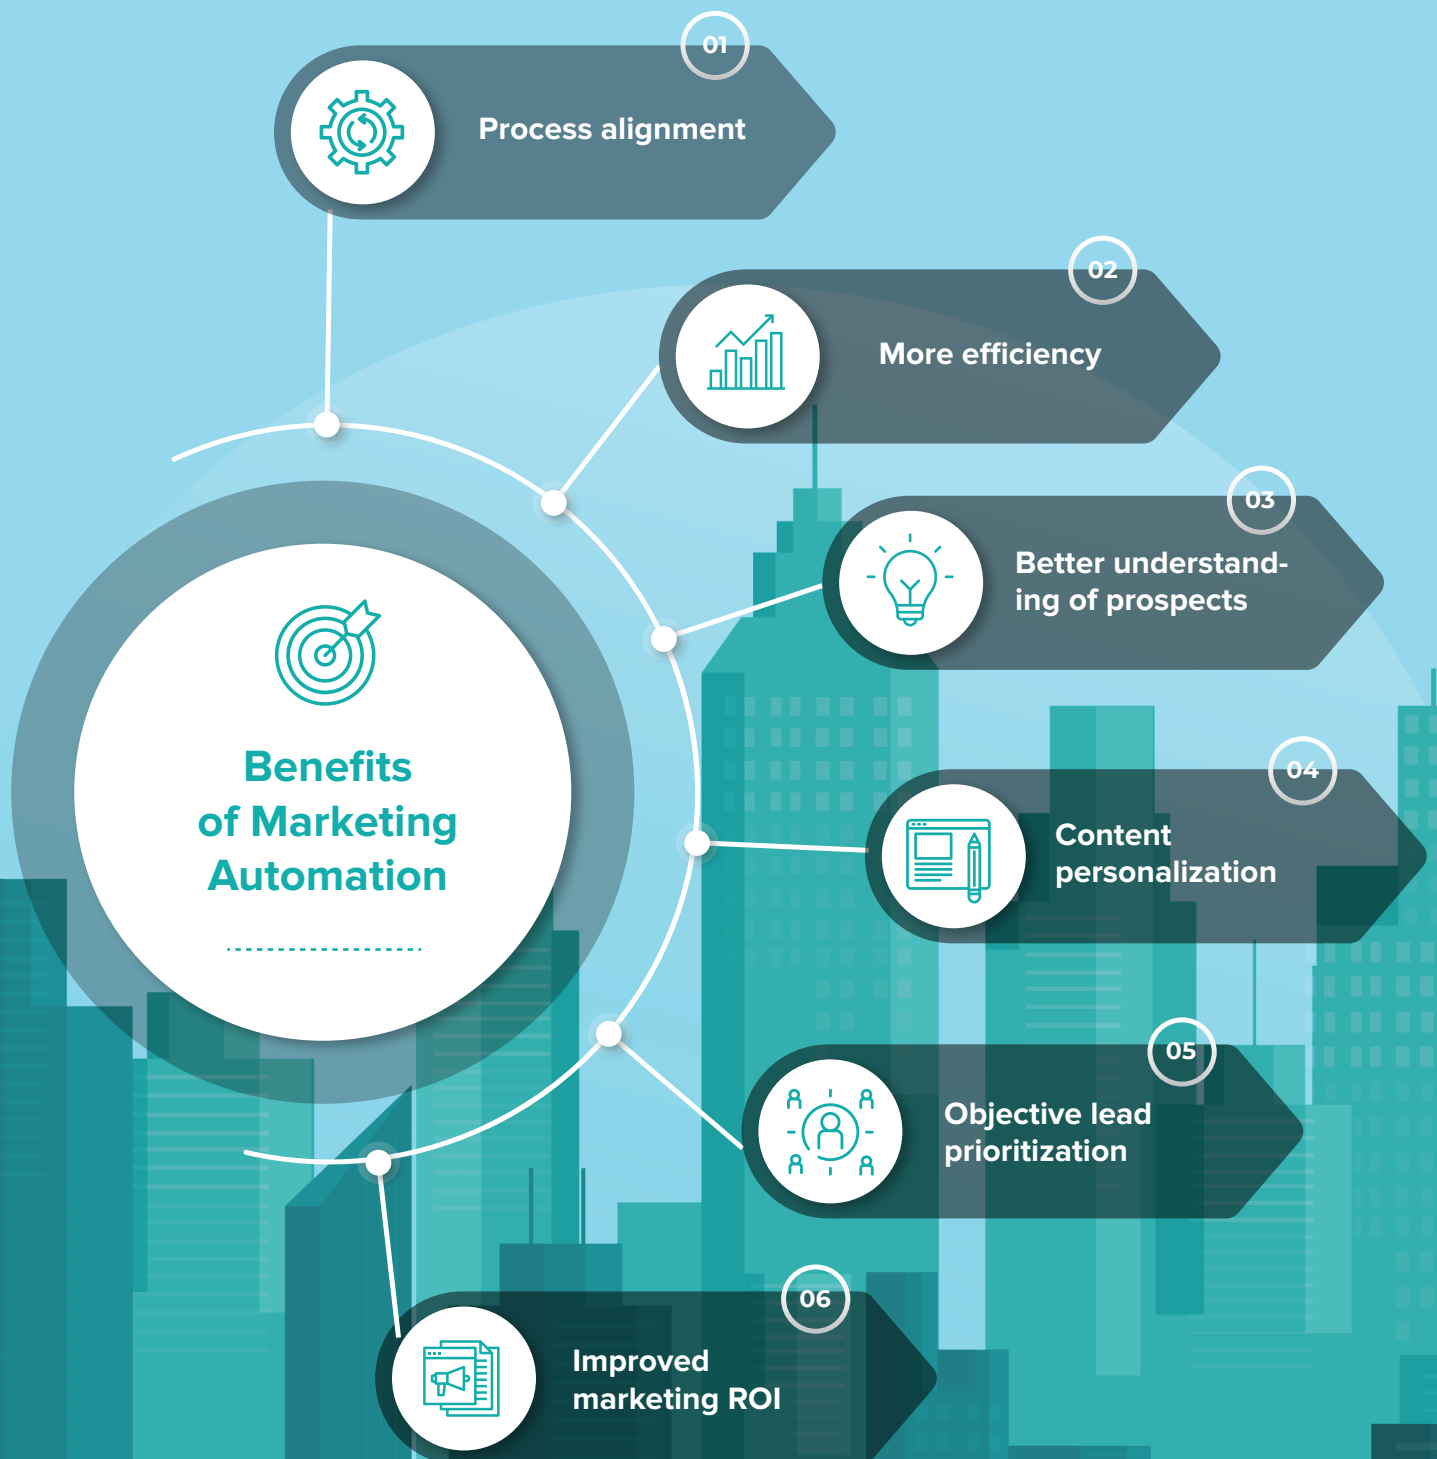 01
Process alignment
02
More efficiency
03
Better understand-
ing of prospects
Benefits
of Marketing
Automation
04
Content
personalization
05
Objective lead
prioritization
06
Improved
marketing ROI